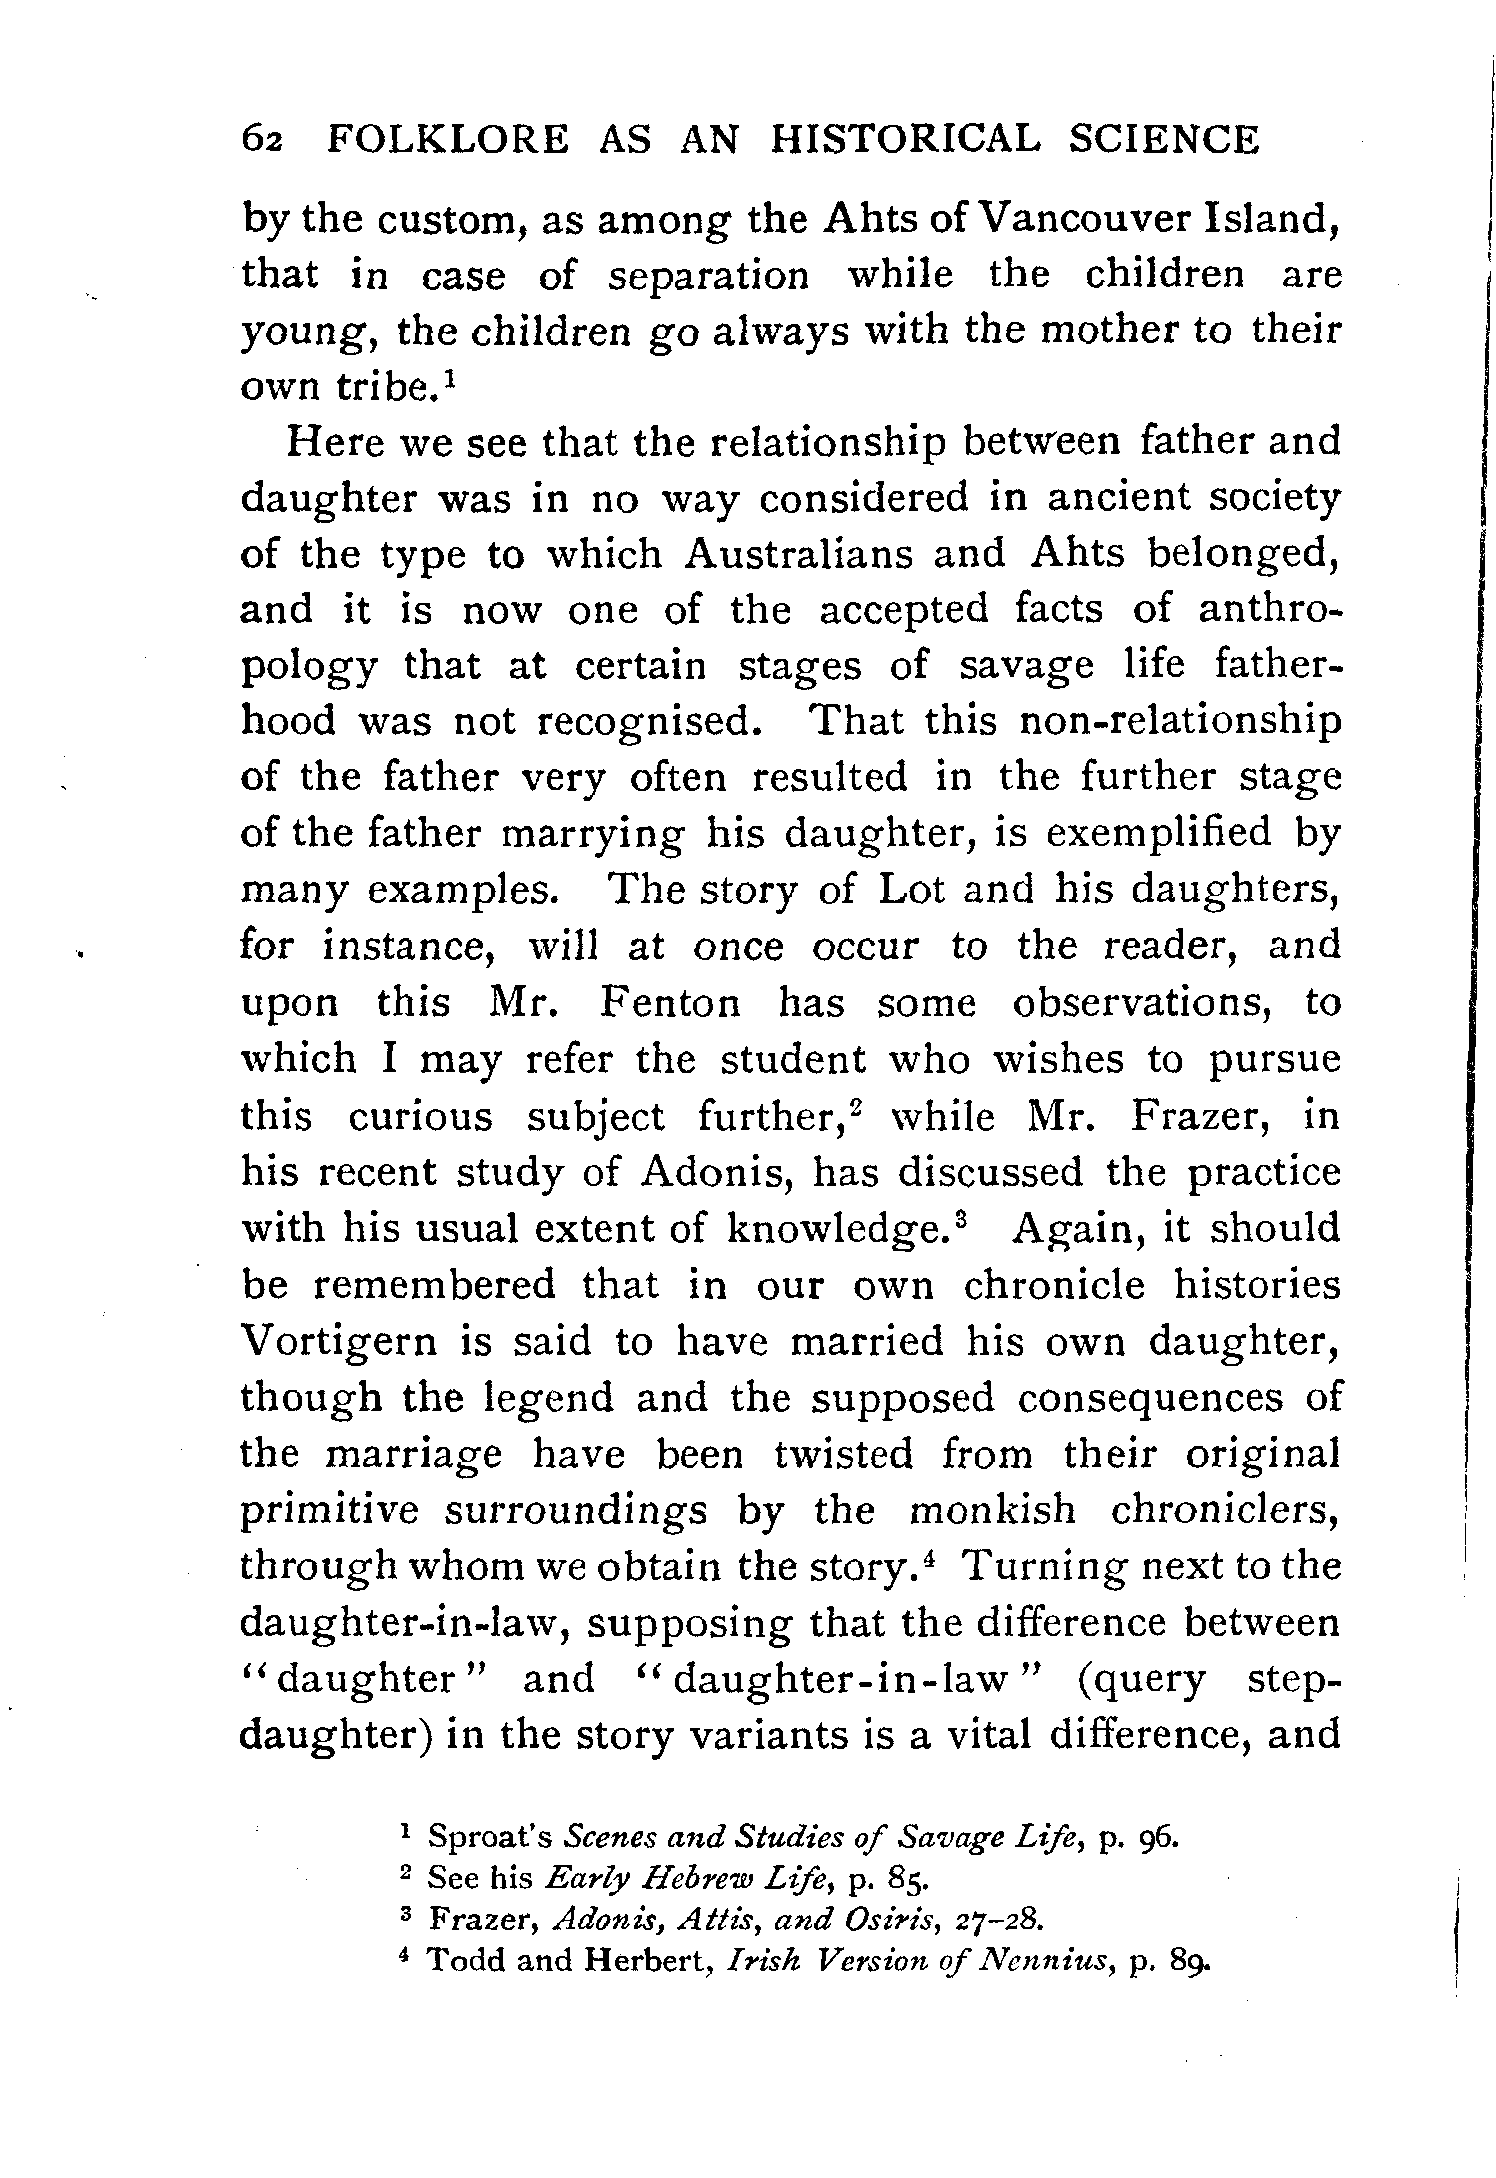 62 FOLKLORE AS AN HISTORICAL SCIENCE
by the custom, as among the Ahts of Vancouver Island,
that in case of separation while the children are
young, the children go always with the mother to their
own tribe.¹
Here we see that the relationship between father and
daughter was in no way considered in ancient society
of the type to which Australians and Ahts belonged,
and it is now one of the accepted facts of anthro-
pology that at certain stages of savage life father-
hood was not recognised. That this non-relationship
of the father very often resulted in the further stage
of the father marrying his daughter, is exemplified by
many examples. The story of Lot and his daughters,
for instance, will at once occur to the reader, and
upon this Mr. Fenton has some observations, to
which I may refer the student who wishes to pursue
this curious subject further,² while Mr. Frazer, in
his recent study of Adonis, has discussed the practice
with his usual extent of knowledge.³ Again, it should
be remembered that in our own chronicle histories
Vortigern is said to have married his own daughter,
though the legend and the supposed consequences of
the marriage have been twisted from their original
primitive surroundings by the monkish chroniclers,
through whom we obtain the story.⁴ Turning next to the
daughter-in-law, supposing that the difference between
“daughter” and “daughter-in-law” (query step-
daughter) in the story variants is a vital difference, and
¹ Sproat's Scenes and Studies of Savage Life, p. 96.
² See his Early Hebrew Life, p. 85.
³ Frazer, Adonis, Attis, and Osiris, 27–28.
⁴ Todd and Herbert, Irish Version of Nennius, p. 89.